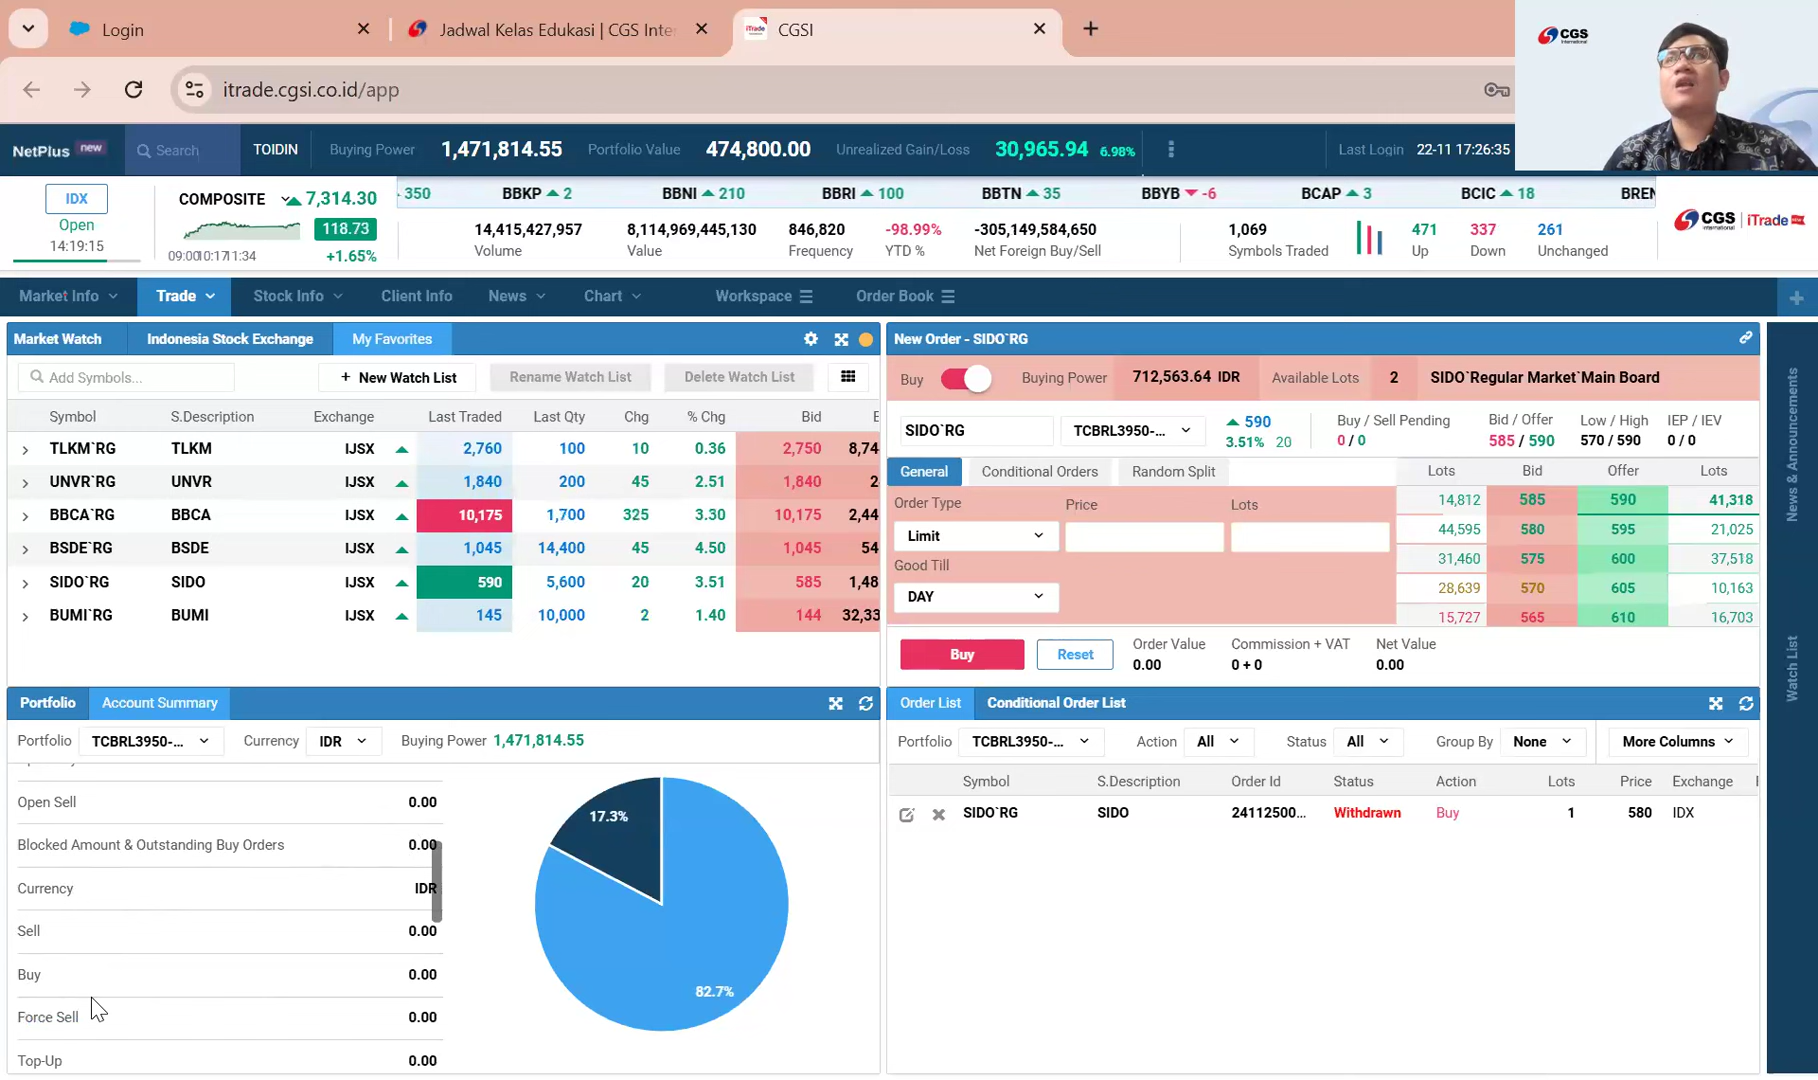 Login
Jadwal Kelas Edukasi | CGS Inter
CGSI
itrade.cgsi.co.id/app
CGS
International
NetPlus new
Search
TOIDIN
Buying Power 1,471,814.55
Portfolio Value 474,800.00
Unrealized Gain/Loss 30,965.94 6.98%
Last Login 22-11 17:26:35
IDX
Open
14:19:15
COMPOSITE 7,314.30
118.73
+1.65%
350 BBKP 2 BBNI 210 BBRI 100 BBTN 35 BBYB -6 BCAP 3 BCIC 18 BREN
14,415,427,957 8,114,969,445,130 846,820 -98.99% -305,149,584,650 1,069 471 337 261
Volume Value Frequency YTD % Net Foreign Buy/Sell Symbols Traded Up Down Unchanged
CGS International iTrade
Market Info Trade Stock Info Client Info News Chart Workspace Order Book
Market Watch Indonesia Stock Exchange My Favorites
Add Symbols... + New Watch List Rename Watch List Delete Watch List
Symbol S.Description Exchange Last Traded Last Qty Chg % Chg Bid
TLKM`RG TLKM IJSX 2,760 100 10 0.36 2,750 8,74
UNVR`RG UNVR IJSX 1,840 200 45 2.51 1,840 2
BBCA`RG BBCA IJSX 10,175 1,700 325 3.30 10,175 2,44
BSDE`RG BSDE IJSX 1,045 14,400 45 4.50 1,045 54
SIDO`RG SIDO IJSX 590 5,600 20 3.51 585 1,48
BUMI`RG BUMI IJSX 145 10,000 2 1.40 144 32,33
New Order - SIDO`RG
Buy Buying Power 712,563.64 IDR Available Lots 2 SIDO`Regular Market`Main Board
SIDO`RG TCBRL3950-...
590
3.51% 20
Buy / Sell Pending Bid / Offer Low / High IEP / IEV
0 / 0 585 / 590 570 / 590 0 / 0
General Conditional Orders Random Split
Order Type Price Lots
Limit
Good Till
DAY
Lots Bid Offer Lots
14,812 585 590 41,318
44,595 580 595 21,025
31,460 575 600 37,518
28,639 570 605 10,163
15,727 565 610 16,703
Buy Reset
Order Value Commission + VAT Net Value
0.00 0 + 0 0.00
News & Announcements
Watch List
Portfolio Account Summary
Portfolio TCBRL3950-... Currency IDR Buying Power 1,471,814.55
Open Sell 0.00
Blocked Amount & Outstanding Buy Orders 0.00
Currency IDR
Sell 0.00
Buy 0.00
Force Sell 0.00
Top-Up 0.00
17.3%
82.7%
Order List Conditional Order List
Portfolio TCBRL3950-... Action All Status All Group By None More Columns
Symbol S.Description Order Id Status Action Lots Price Exchange
SIDO`RG SIDO 24112500... Withdrawn Buy 1 580 IDX